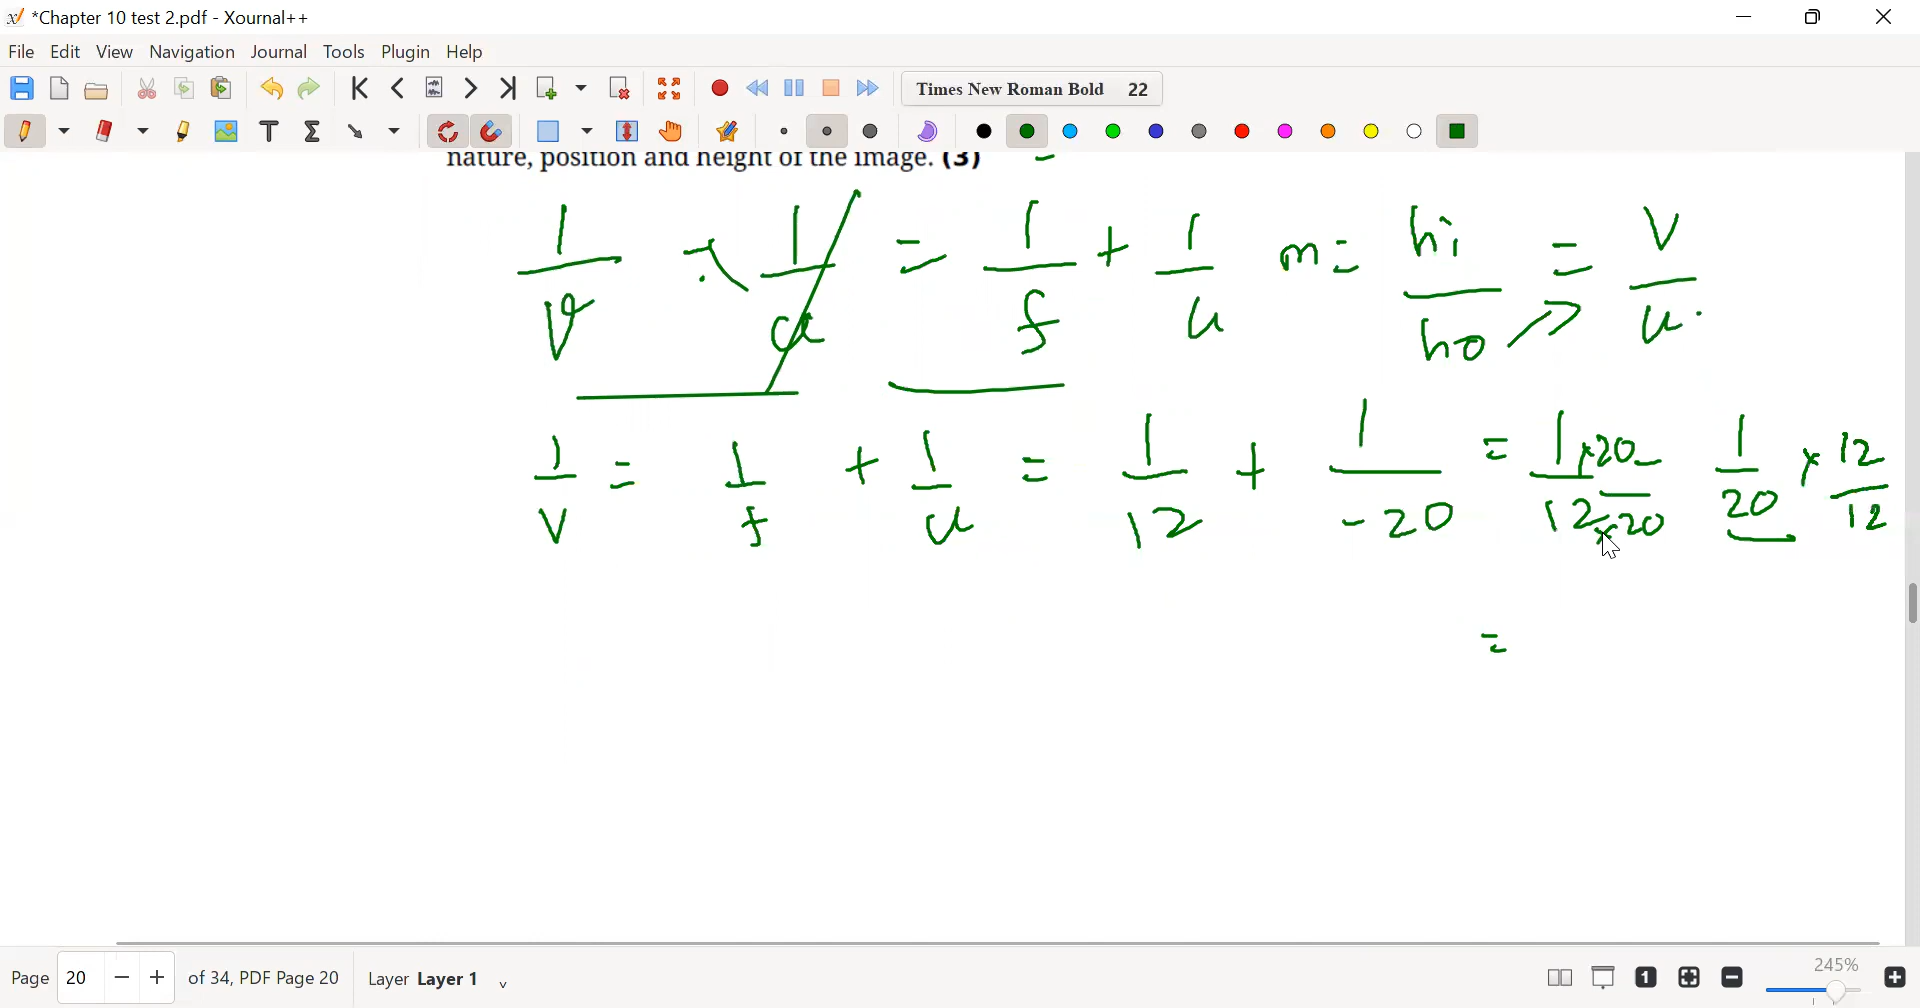 *Chapter 10 test 2.pdf - Xournal++
File Edit View Navigation Journal Tools Plugin Help
Times New Roman Bold 22
nature, position and height of the image. (3)
1/v - 1/u = 1/f + 1/u m = hi/ho = v/u
1/v = 1/f + 1/u = 1/12 + 1/-20 = 1×20/12×20 - 1/20 × 12/12
=
Page 20 of 34, PDF Page 20 Layer Layer 1
245%